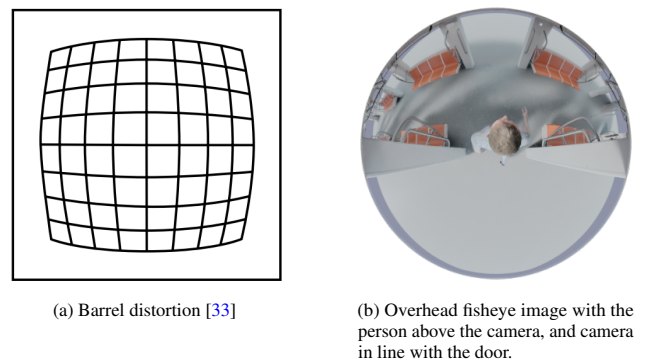 (a) Barrel distortion [33]
(b) Overhead fisheye image with the
person above the camera, and camera
in line with the door.